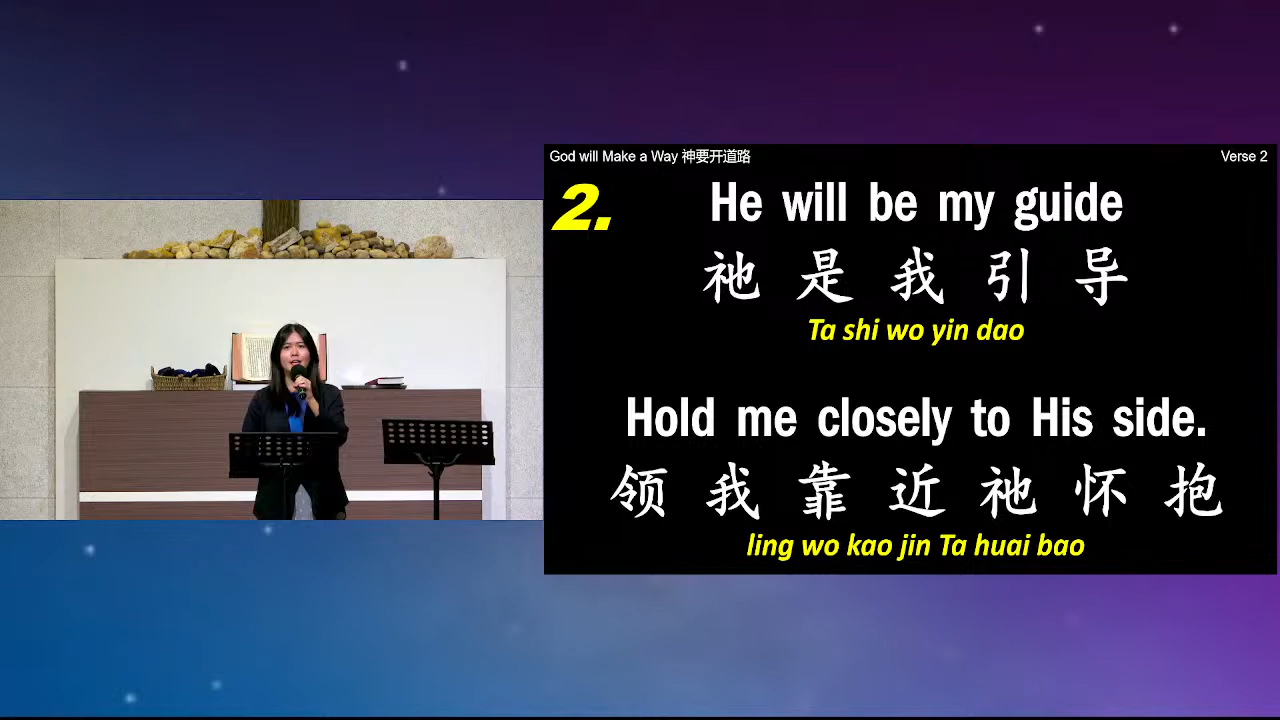 God will Make a Way 神要开道路
Verse 2
2.
He will be my guide
祂是我引导
Ta shi wo yin dao
Hold me closely to His side.
领我靠近祂怀抱
ling wo kao jin Ta huai bao